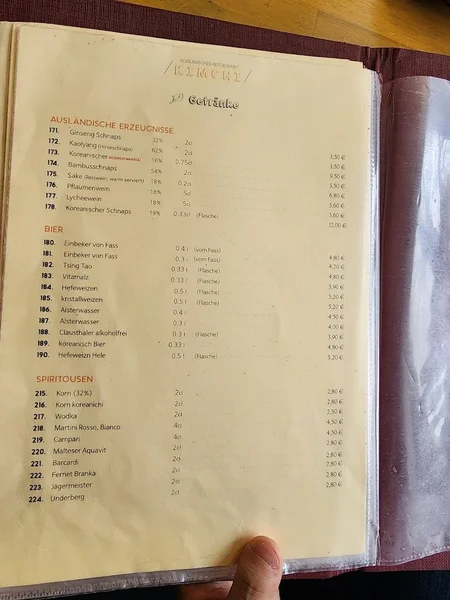 KOREANISCHES RESTAURANT
KIMCHI
Getränke
AUSLÄNDISCHE ERZEUGNISSE
171. Ginseng Schnaps 32% 2cl 3,50 €
172. Kaolyang (Hirseschnaps) 62% 2cl 3,60 €
173. Koreanischer 16% 0,75cl 9,50 €
174. Bambusschnaps 54% 2cl 3,50 €
175. Sake (Reiswein, warm serviert) 18% 0.2cl 6,80 €
176. Pflaumenwein 18% 5cl 3,60 €
177. Lycheewein 18% 5cl 3,60 €
178. Koreanischer Schnaps 19% 0.33cl (Flasche) 12,00 €
BIER
180. Einbeker von Fass 0.4 l (vom Fass) 4,80 €
181. Einbeker von Fass 0.3 l (vom Fass) 4,20 €
182. Tsing Tao 0.33 l (Flasche) 4,80 €
183. Vitamalz 0.33 l (Flasche) 3,90 €
184. Hefeweizen 0.5 l (Flasche) 5,20 €
185. kristallweizen 0.5 l (Flasche) 5,20 €
186. Alsterwasser 0.4 l 4,50 €
187. Alsterwasser 0.3 l 4,00 €
188. Clausthaler alkoholfrei 0.3 l (Flasche) 3,90 €
189. koreanisch Bier 0.33 l 4,80 €
190. Hefeweizn Hele 0.5 l (Flasche) 5,20 €
SPIRITOUSEN
215. Korn (32%) 2cl 2,80 €
216. Korn koreanichi 2cl 2,80 €
217. Wodka 2cl 2,50 €
218. Martini Rosso, Bianco 4cl 4,50 €
219. Campari 4cl 4,50 €
220. Malteser Aquavit 2cl 2,80 €
221. Barcardi 2cl 2,80 €
222. Fernet Branka 2cl 2,80 €
223. Jägermeister 2cl 2,80 €
224. Underberg 2cl 2,80 €